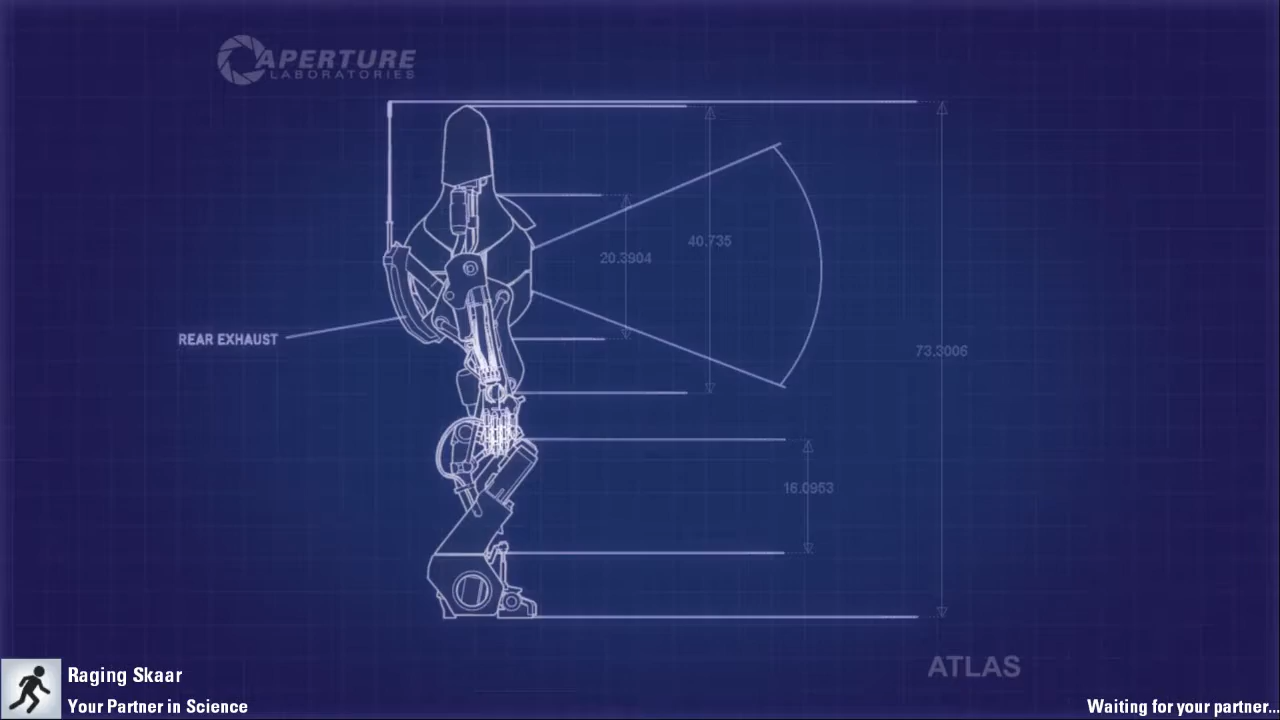 APERTURE
LABORATORIES
40.735
20.3904
REAR EXHAUST
73.3006
16.0953
ATLAS
Raging Skaar
Your Partner in Science
Waiting for your partner...